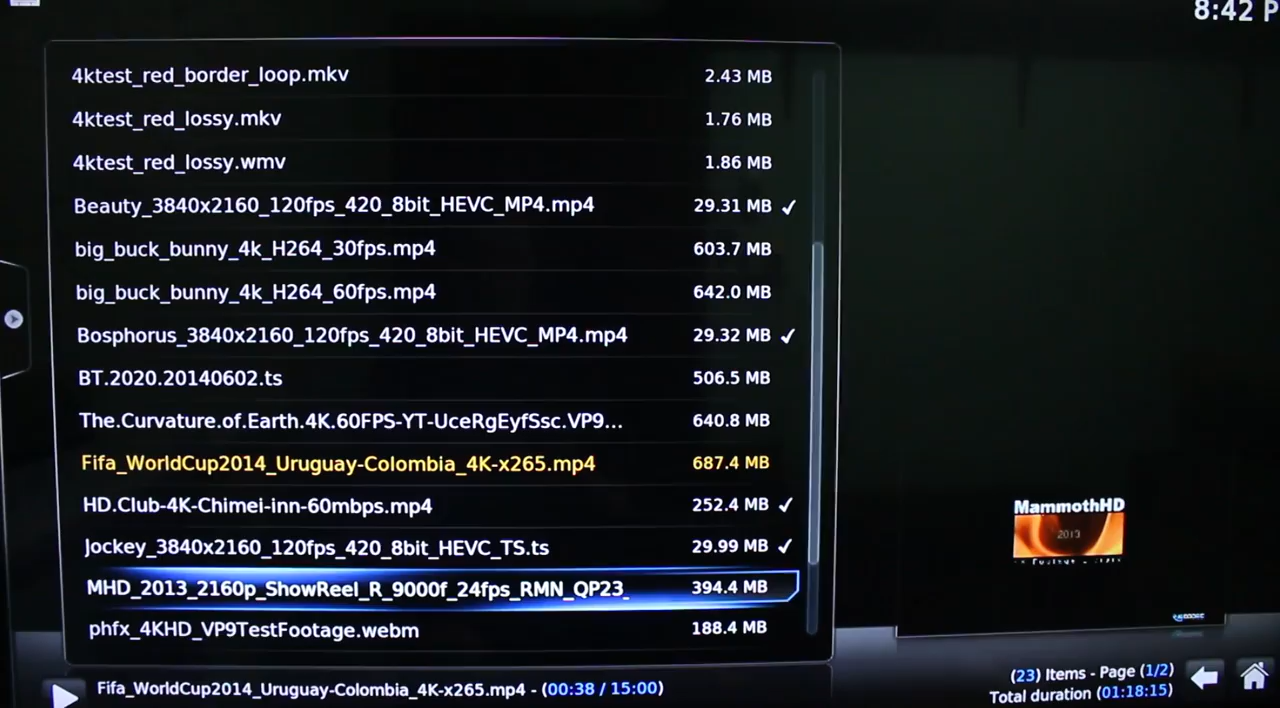 8:42 P
4ktest_red_border_loop.mkv 2.43 MB
4ktest_red_lossy.mkv 1.76 MB
4ktest_red_lossy.wmv 1.86 MB
Beauty_3840x2160_120fps_420_8bit_HEVC_MP4.mp4 29.31 MB ✓
big_buck_bunny_4k_H264_30fps.mp4 603.7 MB
big_buck_bunny_4k_H264_60fps.mp4 642.0 MB
Bosphorus_3840x2160_120fps_420_8bit_HEVC_MP4.mp4 29.32 MB ✓
BT.2020.20140602.ts 506.5 MB
The.Curvature.of.Earth.4K.60FPS-YT-UceRgEyfSsc.VP9... 640.8 MB
Fifa_WorldCup2014_Uruguay-Colombia_4K-x265.mp4 687.4 MB
HD.Club-4K-Chimei-inn-60mbps.mp4 252.4 MB ✓
Jockey_3840x2160_120fps_420_8bit_HEVC_TS.ts 29.99 MB ✓
MHD_2013_2160p_ShowReel_R_9000f_24fps_RMN_QP23_ 394.4 MB
phfx_4KHD_VP9TestFootage.webm 188.4 MB
MammothHD
2013
Fifa_WorldCup2014_Uruguay-Colombia_4K-x265.mp4 - (00:38 / 15:00)
(23) Items - Page (1/2)
Total duration (01:18:15)